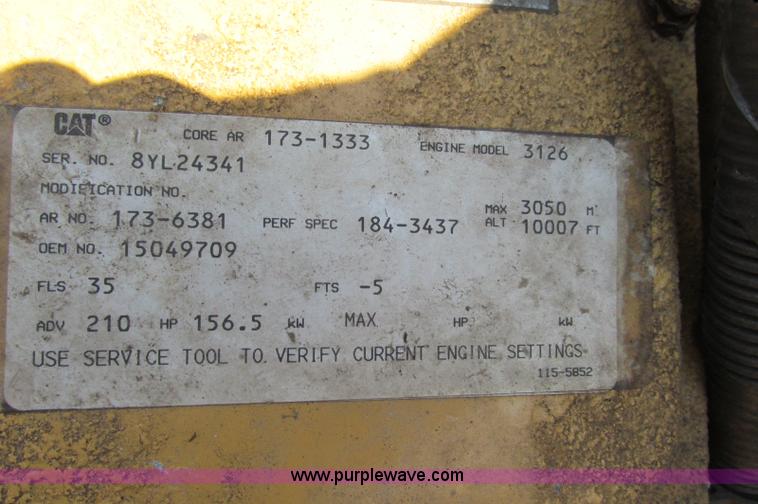 CAT® CORE AR 173-1333 ENGINE MODEL 3126
SER. NO. 8YL24341
MODIFICATION NO.
AR NO. 173-6381 PERF SPEC 184-3437 MAX 3050 M
ALT 10007 FT
OEM NO. 15049709
FLS 35 FTS -5
ADV 210 HP 156.5 kW MAX HP kW
USE SERVICE TOOL TO VERIFY CURRENT ENGINE SETTINGS
115-5852
www.purplewave.com